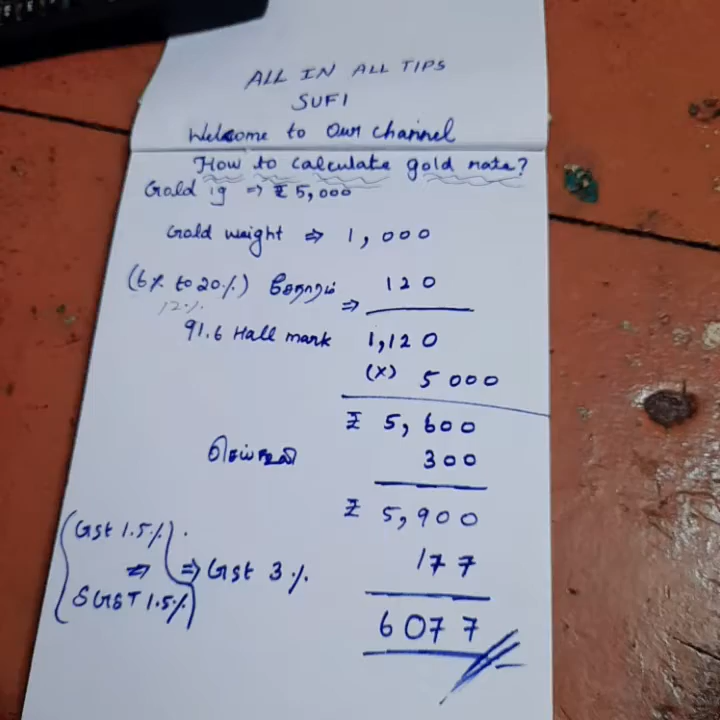 ALL IN ALL TIPS
SUFI
Welcome to Our channel
How to calculate gold rate?
Gold 1g ⇒ ₹ 5,000
Gold weight ⇒ 1,000
(6% to 20%) சேதாரம் ⇒ 120
12%
91.6 Hall mark 1,120
(x) 5000
₹ 5,600
செய்கூலி 300
₹ 5,900
Gst 1.5%
177
⇒ ⇒ Gst 3%
SGST 1.5%
6077